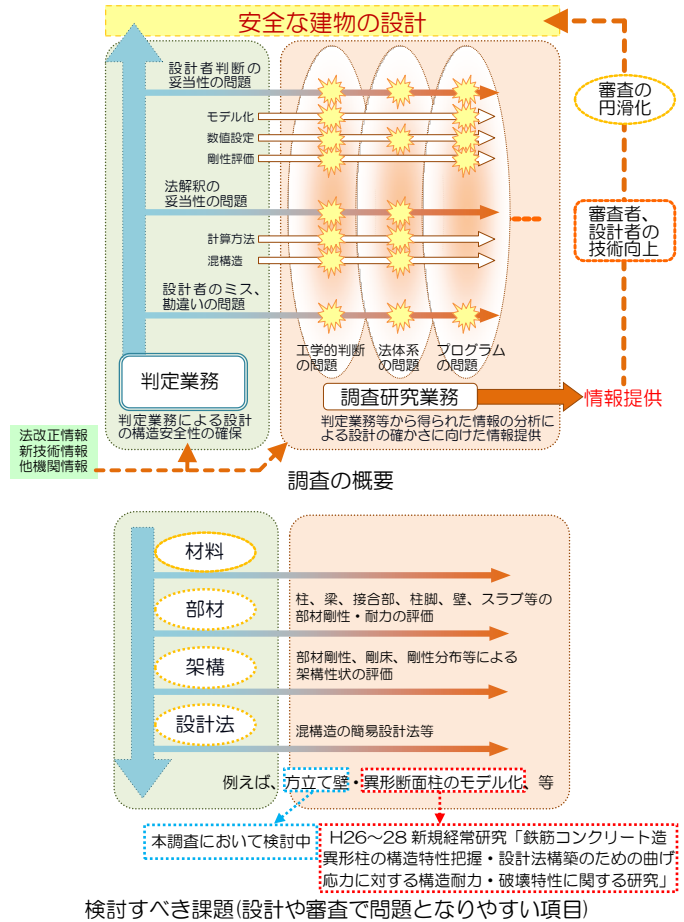 安全な建物の設計
設計者判断の
妥当性の問題
モデル化
数値設定
剛性評価
法解釈の
妥当性の問題
計算方法
混構造
設計者のミス、
勘違いの問題
工学的判断
の問題
法体系
の問題
プログラム
の問題
審査の
円滑化
審査者、
設計者の
技術向上
判定業務
判定業務による設計
の構造安全性の確保
調査研究業務
判定業務等から得られた情報の分析に
よる設計の確かさに向けた情報提供
情報提供
法改正情報
新技術情報
他機関情報
調査の概要
材料
部材
柱、梁、接合部、柱脚、壁、スラブ等の
部材剛性・耐力の評価
架構
部材剛性、剛床、剛性分布等による
架構性状の評価
設計法
混構造の簡易設計法等
例えば、方立て壁・異形断面柱のモデル化、等
本調査において検討中
H26～28 新規経常研究「鉄筋コンクリート造
異形柱の構造特性把握・設計法構築のための曲げ
応力に対する構造耐力・破壊特性に関する研究」
検討すべき課題(設計や審査で問題となりやすい項目)